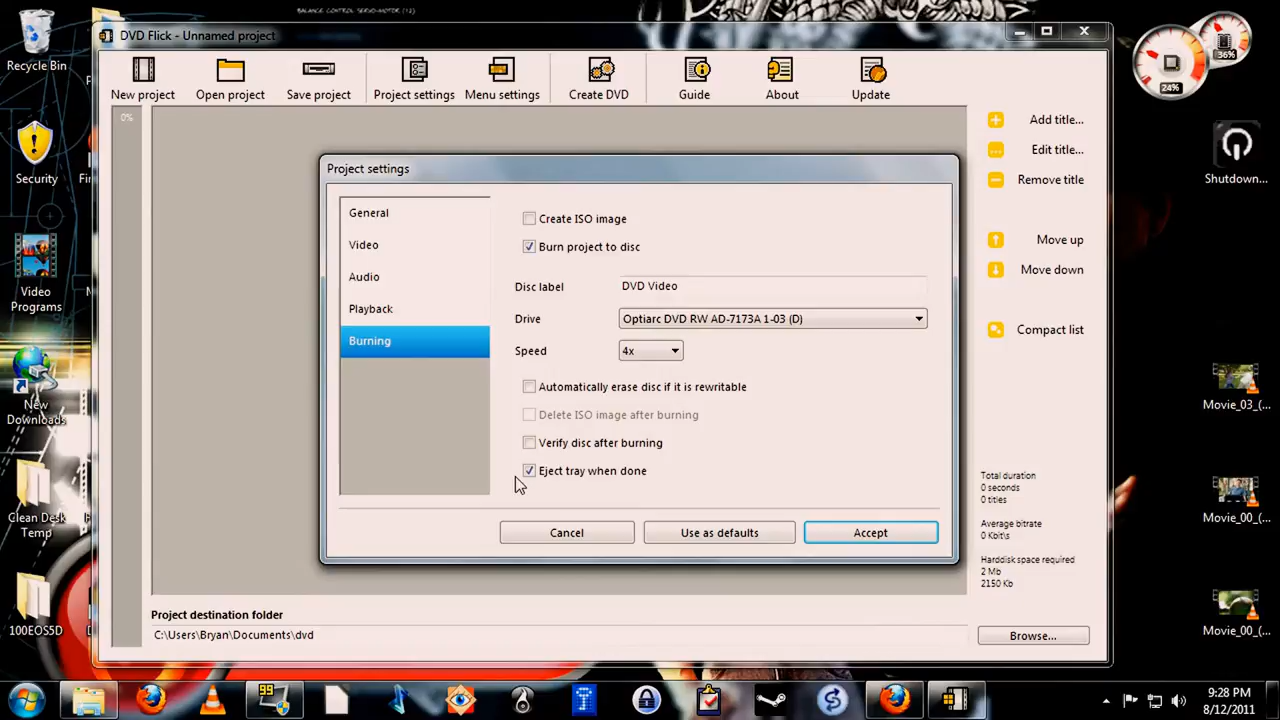 BALANCE CONTROL SERVO-MOTOR (12)
DVD Flick - Unnamed project
New project
Open project
Save project
Project settings
Menu settings
Create DVD
Guide
About
Update
0%
Add title...
Edit title...
Remove title
Move up
Move down
Compact list
Total duration
0 seconds
0 titles
Average bitrate
0 Kbit\s
Harddisk space required
2 Mb
2150 Kb
Project settings
General
Video
Audio
Playback
Burning
Create ISO image
Burn project to disc
Disc label
DVD Video
Drive
Optiarc DVD RW AD-7173A 1-03 (D)
Speed
4x
Automatically erase disc if it is rewritable
Delete ISO image after burning
Verify disc after burning
Eject tray when done
Cancel
Use as defaults
Accept
Project destination folder
C:\Users\Bryan\Documents\dvd
Browse...
Recycle Bin
Security
Video
Programs
New
Downloads
Clean Desk
Temp
100EOS5D
36%
24%
Shutdown...
Movie_03_(...
Movie_00_(...
Movie_00_(...
99
9:28 PM
8/12/2011